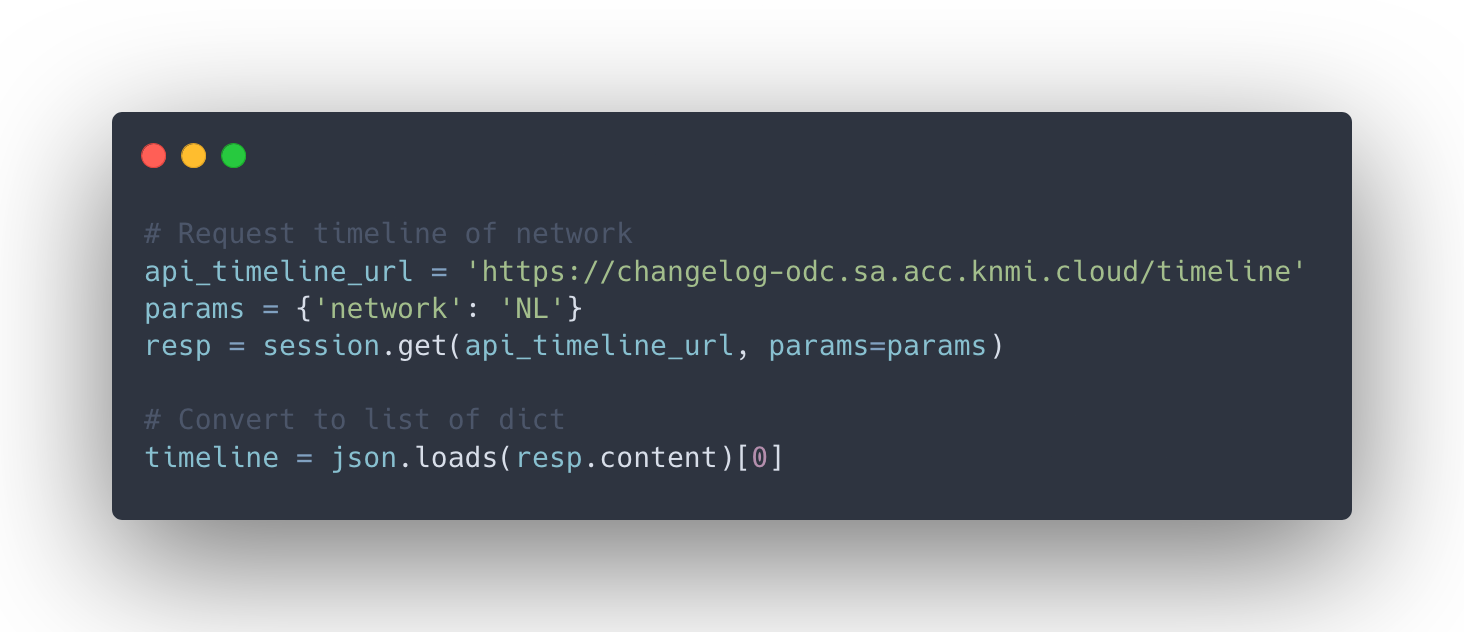 # Request timeline of network
api_timeline_url = 'https://changelog-odc.sa.acc.knmi.cloud/timeline'
params = {'network': 'NL'}
resp = session.get(api_timeline_url, params=params)
# Convert to list of dict
timeline = json.loads(resp.content)[0]